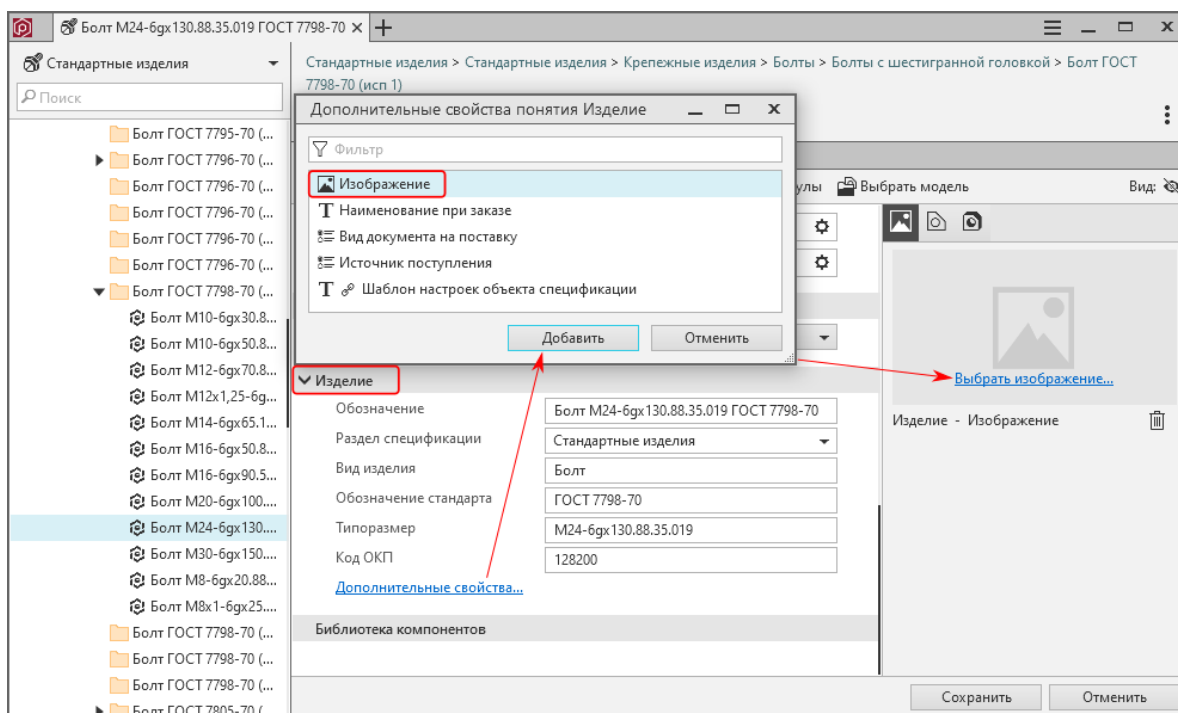 Болт М24-6gx130.88.35.019 ГОСТ 7798-70
Стандартные изделия
Поиск
Болт ГОСТ 7795-70 (...
Болт ГОСТ 7796-70 (...
Болт ГОСТ 7796-70 (...
Болт ГОСТ 7796-70 (...
Болт ГОСТ 7796-70 (...
Болт ГОСТ 7796-70 (...
Болт ГОСТ 7798-70 (...
Болт М10-6gx30.8...
Болт М10-6gx50.8...
Болт М12-6gx70.8...
Болт М12x1,25-6g...
Болт М14-6gx65.1...
Болт М16-6gx50.8...
Болт М16-6gx90.5...
Болт М20-6gx100....
Болт М24-6gx130....
Болт М30-6gx150....
Болт М8-6gx20.88...
Болт М8x1-6gx25....
Болт ГОСТ 7798-70 (...
Болт ГОСТ 7798-70 (...
Болт ГОСТ 7798-70 (...
Болт ГОСТ 7805-70 (
Стандартные изделия > Стандартные изделия > Крепежные изделия > Болты > Болты с шестигранной головкой > Болт ГОСТ
7798-70 (исп 1)
Дополнительные свойства понятия Изделие
Фильтр
Изображение
Наименование при заказе
Вид документа на поставку
Источник поступления
Шаблон настроек объекта спецификации
Добавить Отменить
улы Выбрать модель Вид:
Изделие
Обозначение Болт М24-6gx130.88.35.019 ГОСТ 7798-70
Раздел спецификации Стандартные изделия
Вид изделия Болт
Обозначение стандарта ГОСТ 7798-70
Типоразмер М24-6gx130.88.35.019
Код ОКП 128200
Дополнительные свойства...
Библиотека компонентов
Выбрать изображение...
Изделие - Изображение
Сохранить Отменить